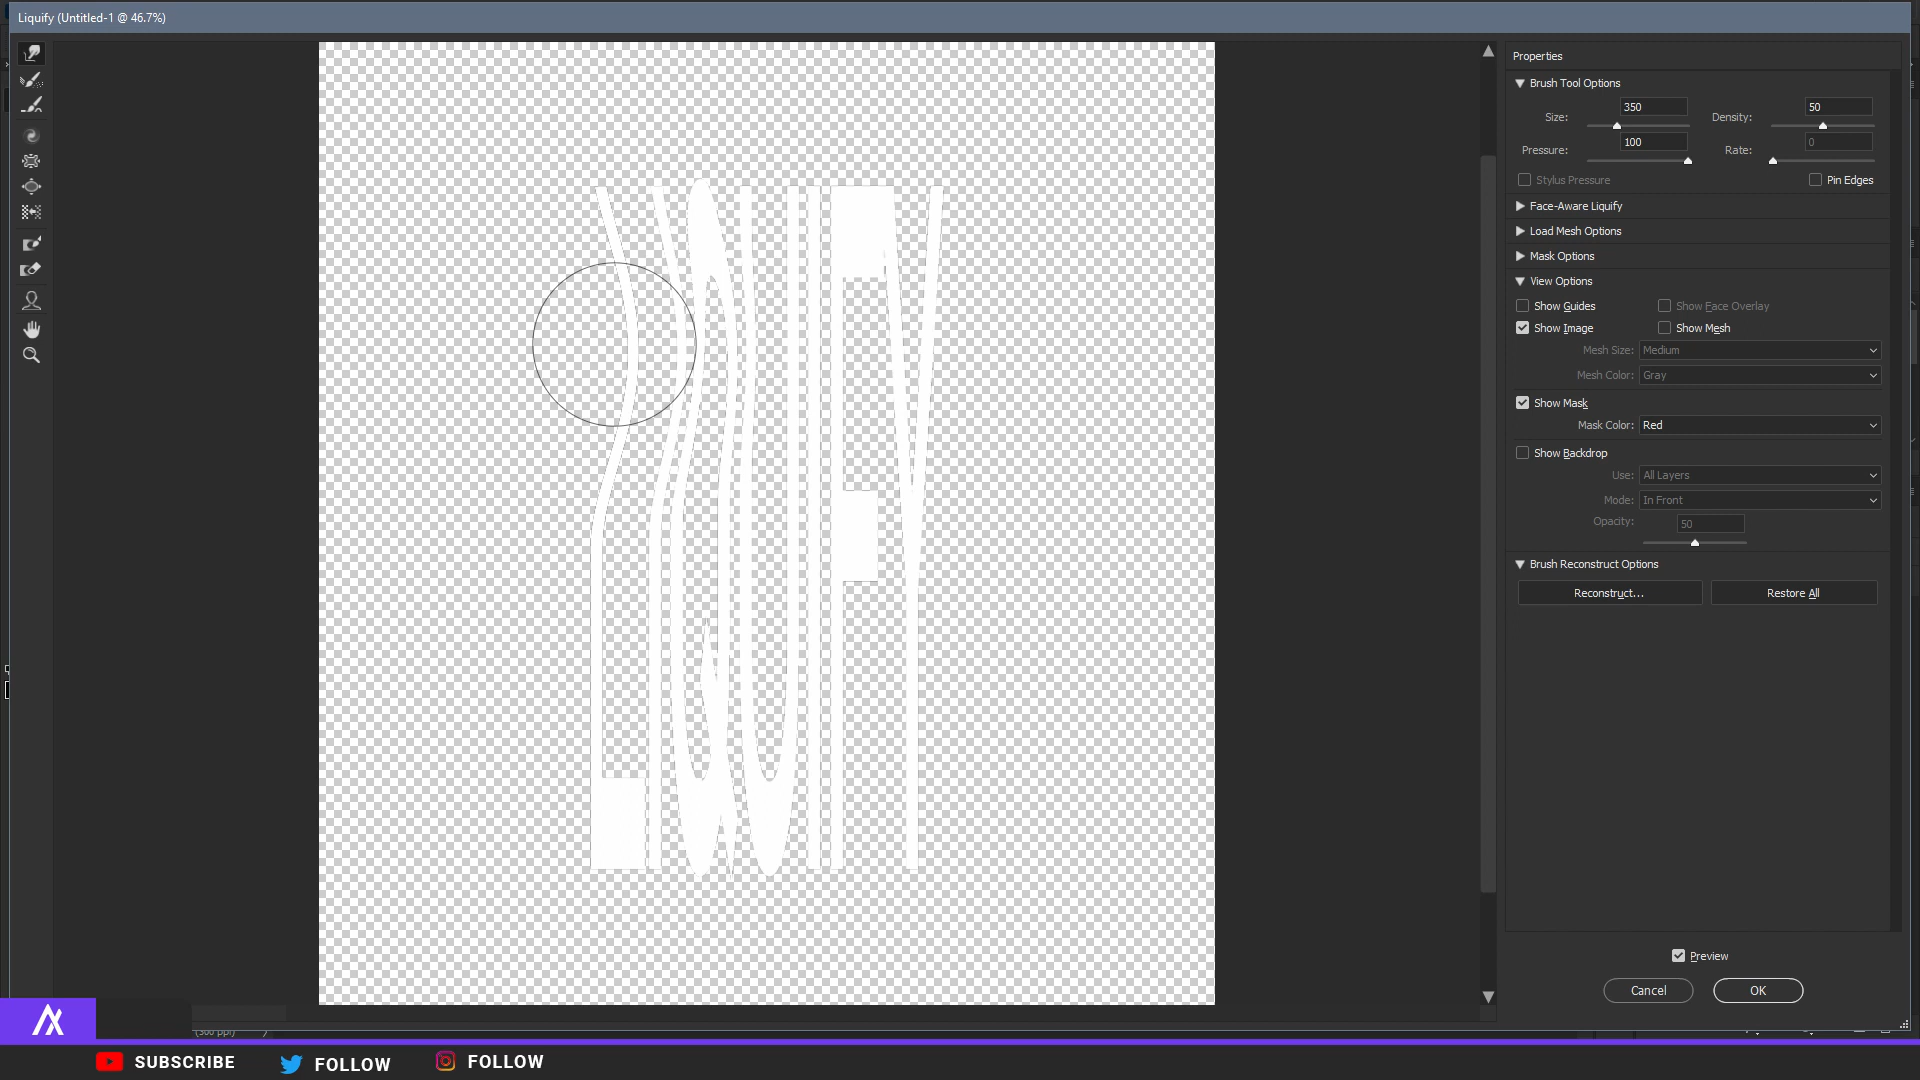 Liquify (Untitled-1 @ 46.7%)
Properties
Brush Tool Options
Size: 350 Density: 50
Pressure: 100 Rate: 0
Stylus Pressure Pin Edges
Face-Aware Liquify
Load Mesh Options
Mask Options
View Options
Show Guides Show Face Overlay
Show Image Show Mesh
Mesh Size: Medium
Mesh Color: Gray
Show Mask
Mask Color: Red
Show Backdrop
Use: All Layers
Mode: In Front
Opacity: 50
Brush Reconstruct Options
Reconstruct... Restore All
Preview
Cancel OK
SUBSCRIBE FOLLOW FOLLOW